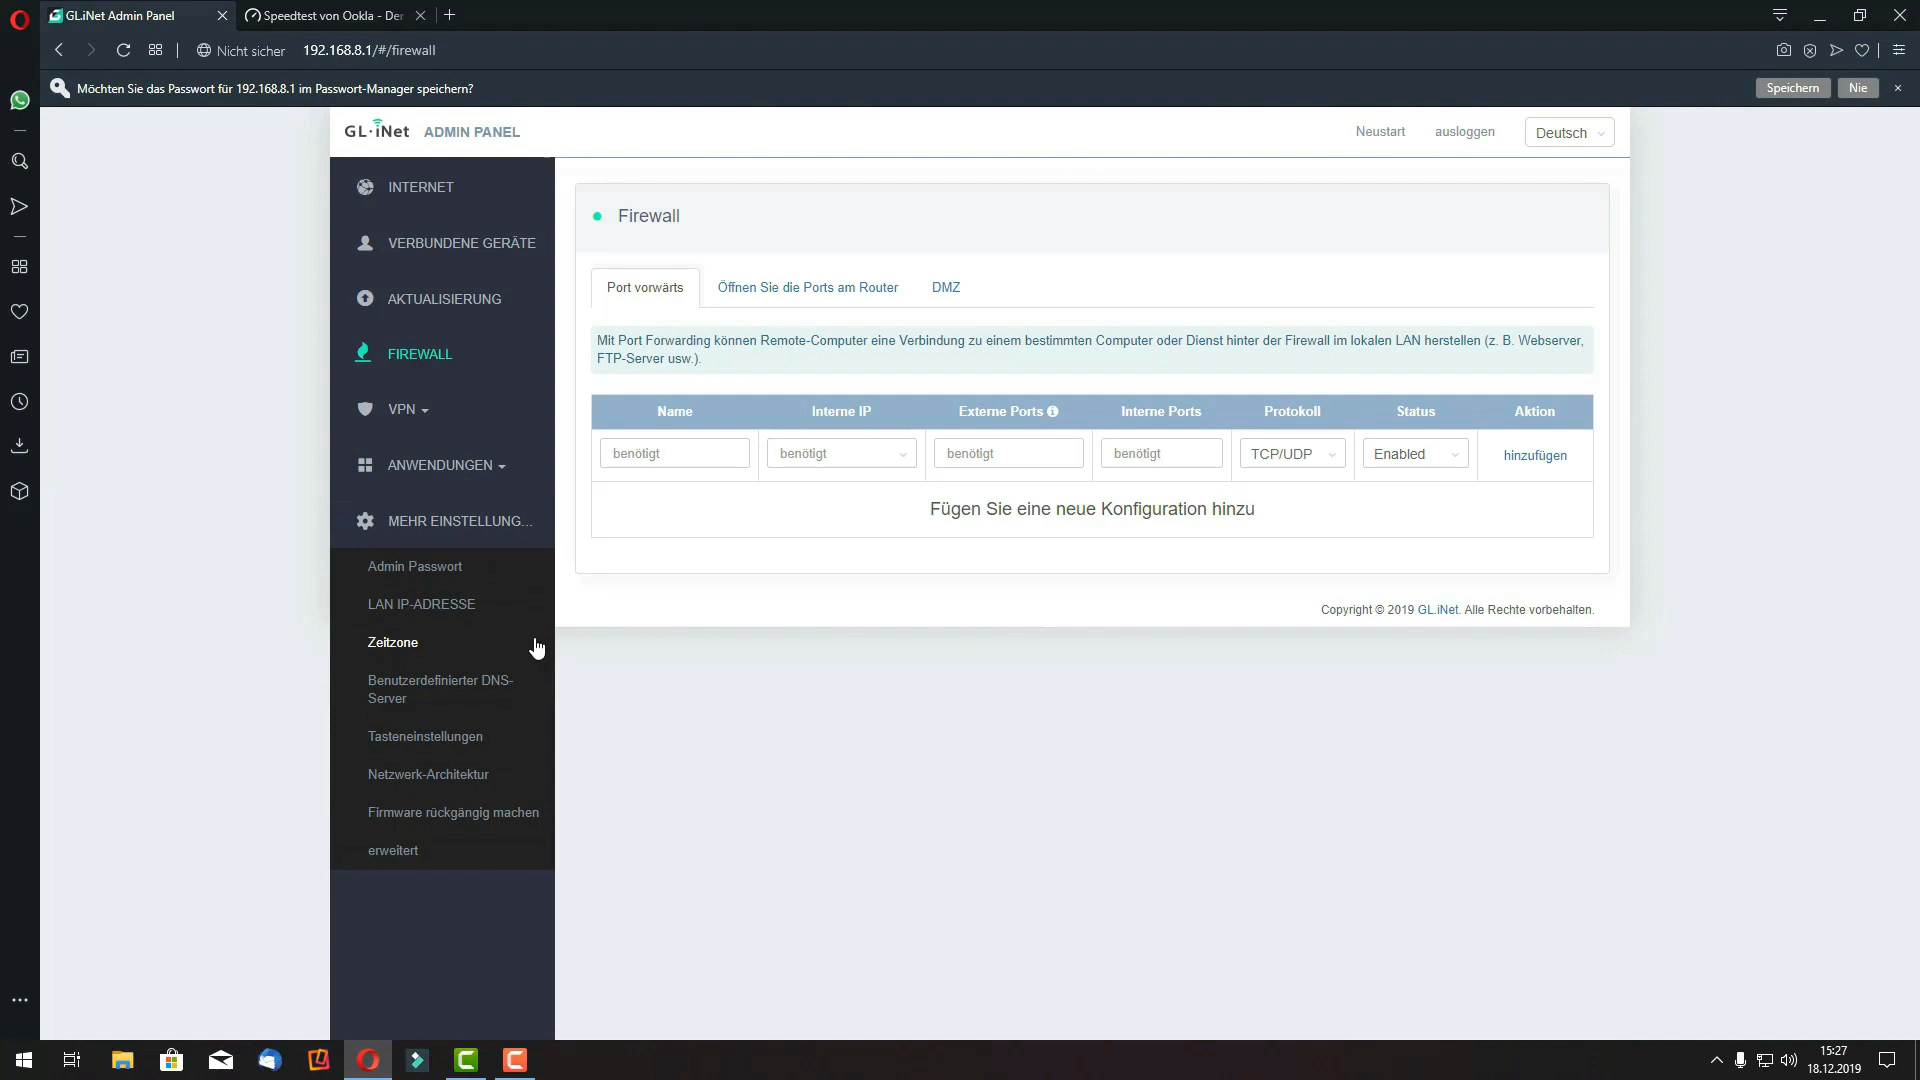 GL.iNet Admin Panel
Speedtest von Ookla - Der
Nicht sicher 192.168.8.1/#/firewall
Möchten Sie das Passwort für 192.168.8.1 im Passwort-Manager speichern?
Speichern
Nie
GL·iNet ADMIN PANEL
Neustart
ausloggen
Deutsch
INTERNET
VERBUNDENE GERÄTE
AKTUALISIERUNG
FIREWALL
VPN
ANWENDUNGEN
MEHR EINSTELLUNG...
Admin Passwort
LAN IP-ADRESSE
Zeitzone
Benutzerdefinierter DNS-
Server
Tasteneinstellungen
Netzwerk-Architektur
Firmware rückgängig machen
erweitert
Firewall
Port vorwärts
Öffnen Sie die Ports am Router
DMZ
Mit Port Forwarding können Remote-Computer eine Verbindung zu einem bestimmten Computer oder Dienst hinter der Firewall im lokalen LAN herstellen (z. B. Webserver,
FTP-Server usw.).
Name Interne IP Externe Ports Interne Ports Protokoll Status Aktion
benötigt benötigt benötigt benötigt TCP/UDP Enabled hinzufügen
Fügen Sie eine neue Konfiguration hinzu
Copyright © 2019 GL.iNet. Alle Rechte vorbehalten.
15:27
18.12.2019